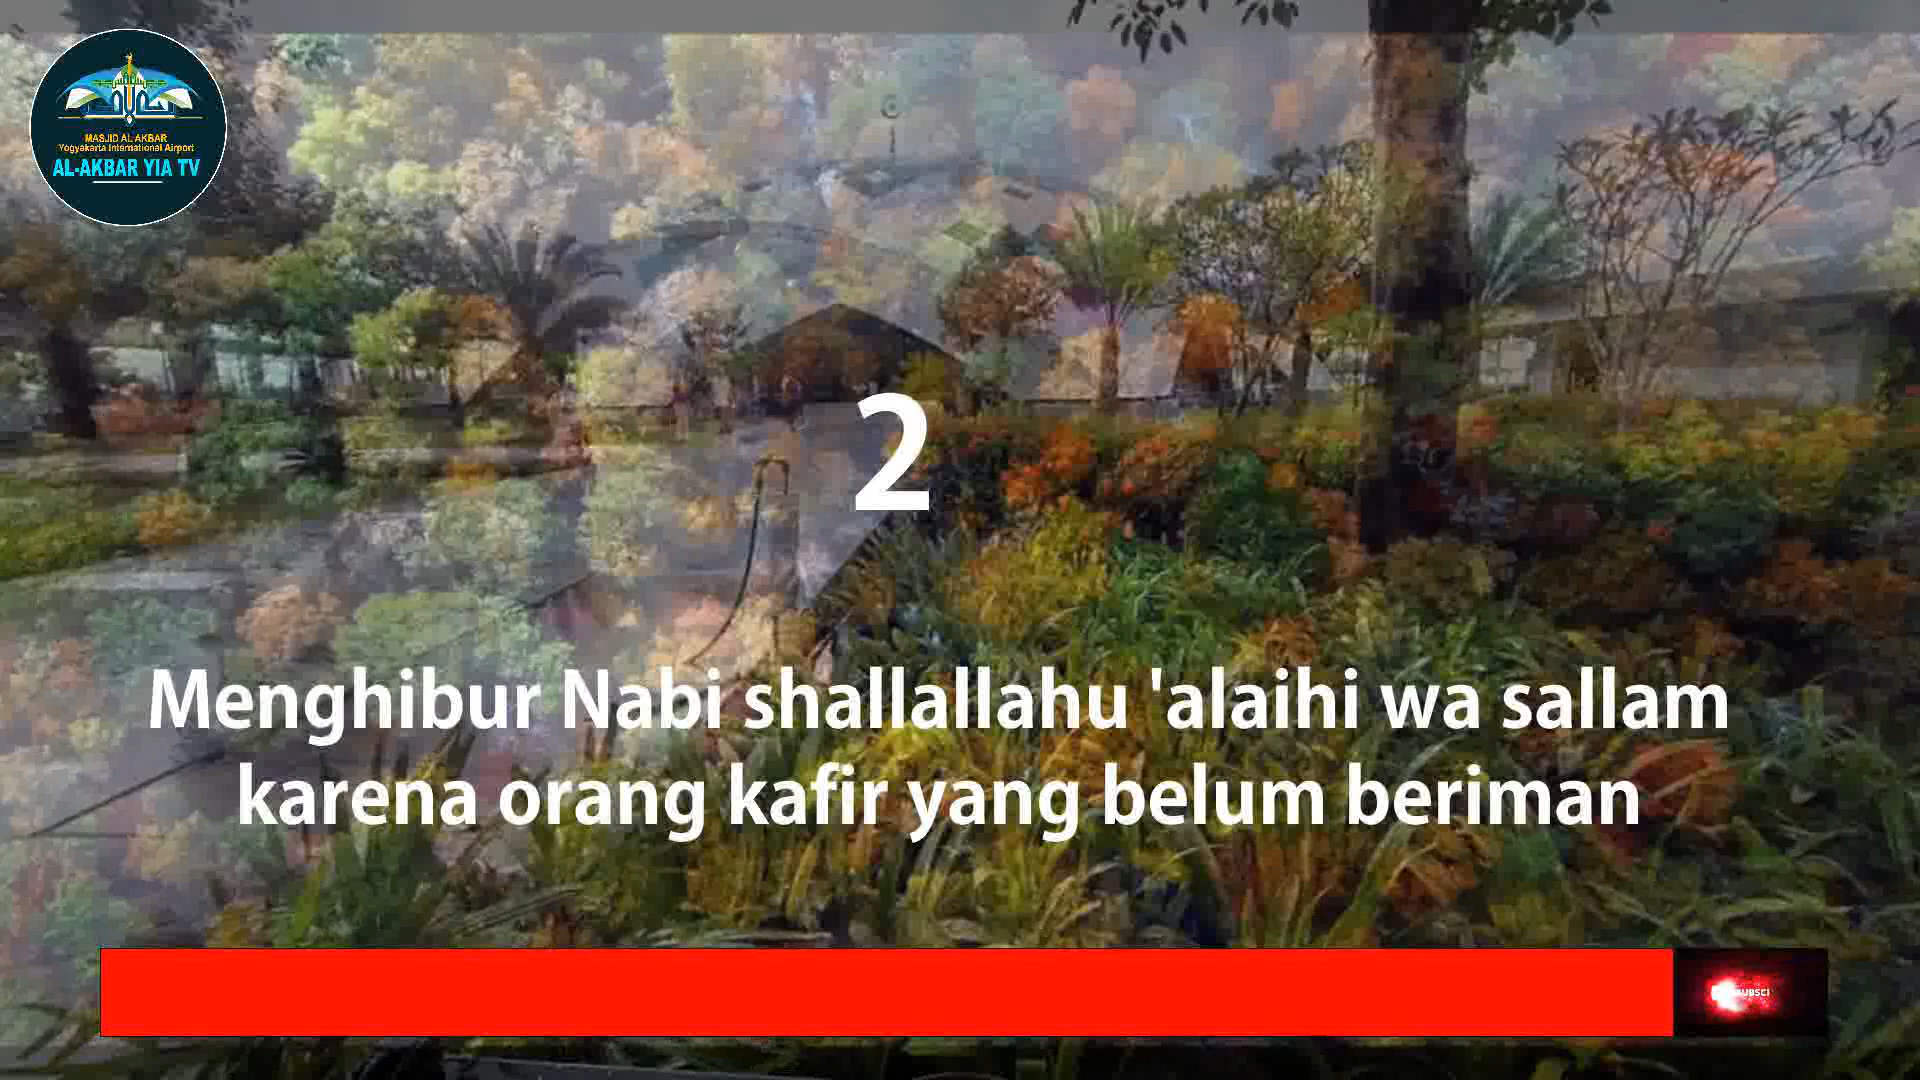 MASJID AL AKBAR
Yogyakarta International Airport
AL-AKBAR YIA TV
2
Menghibur Nabi shallallahu 'alaihi wa sallam
karena orang kafir yang belum beriman